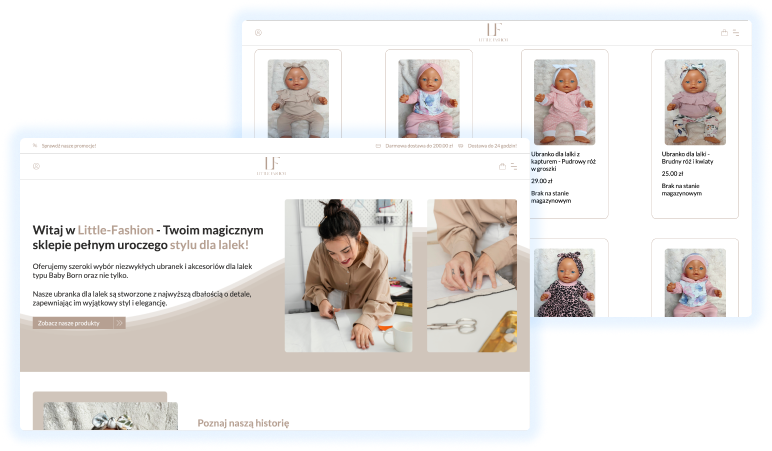 LF
LITTLE FASHION
Ubranko dla lalki z
kapturem - Pudrowy róż
w groszki
29.00 zł
Brak na stanie
magazynowym
Ubranko dla lalki -
Brudny róż i kwiaty
25.00 zł
Brak na stanie
magazynowym
Sprawdź nasze promocje!
Darmowa dostawa do 200.00 zł
Dostawa do 24 godzin!
LF
LITTLE FASHION
Witaj w Little-Fashion - Twoim magicznym
sklepie pełnym uroczego stylu dla lalek!
Oferujemy szeroki wybór niezwykłych ubranek i akcesoriów dla lalek
typu Baby Born oraz nie tylko.
Nasze ubranka dla lalek są stworzone z najwyższą dbałością o detale,
zapewniając im wyjątkowy styl i elegancję.
Zobacz nasze produkty
Poznaj naszą historię